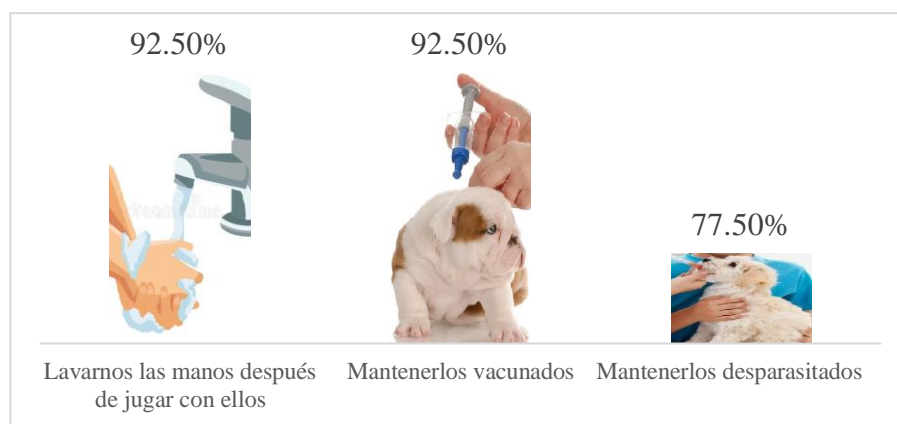 92.50%
92.50%
77.50%
Lavarnos las manos después
de jugar con ellos
Mantenerlos vacunados
Mantenerlos desparasitados